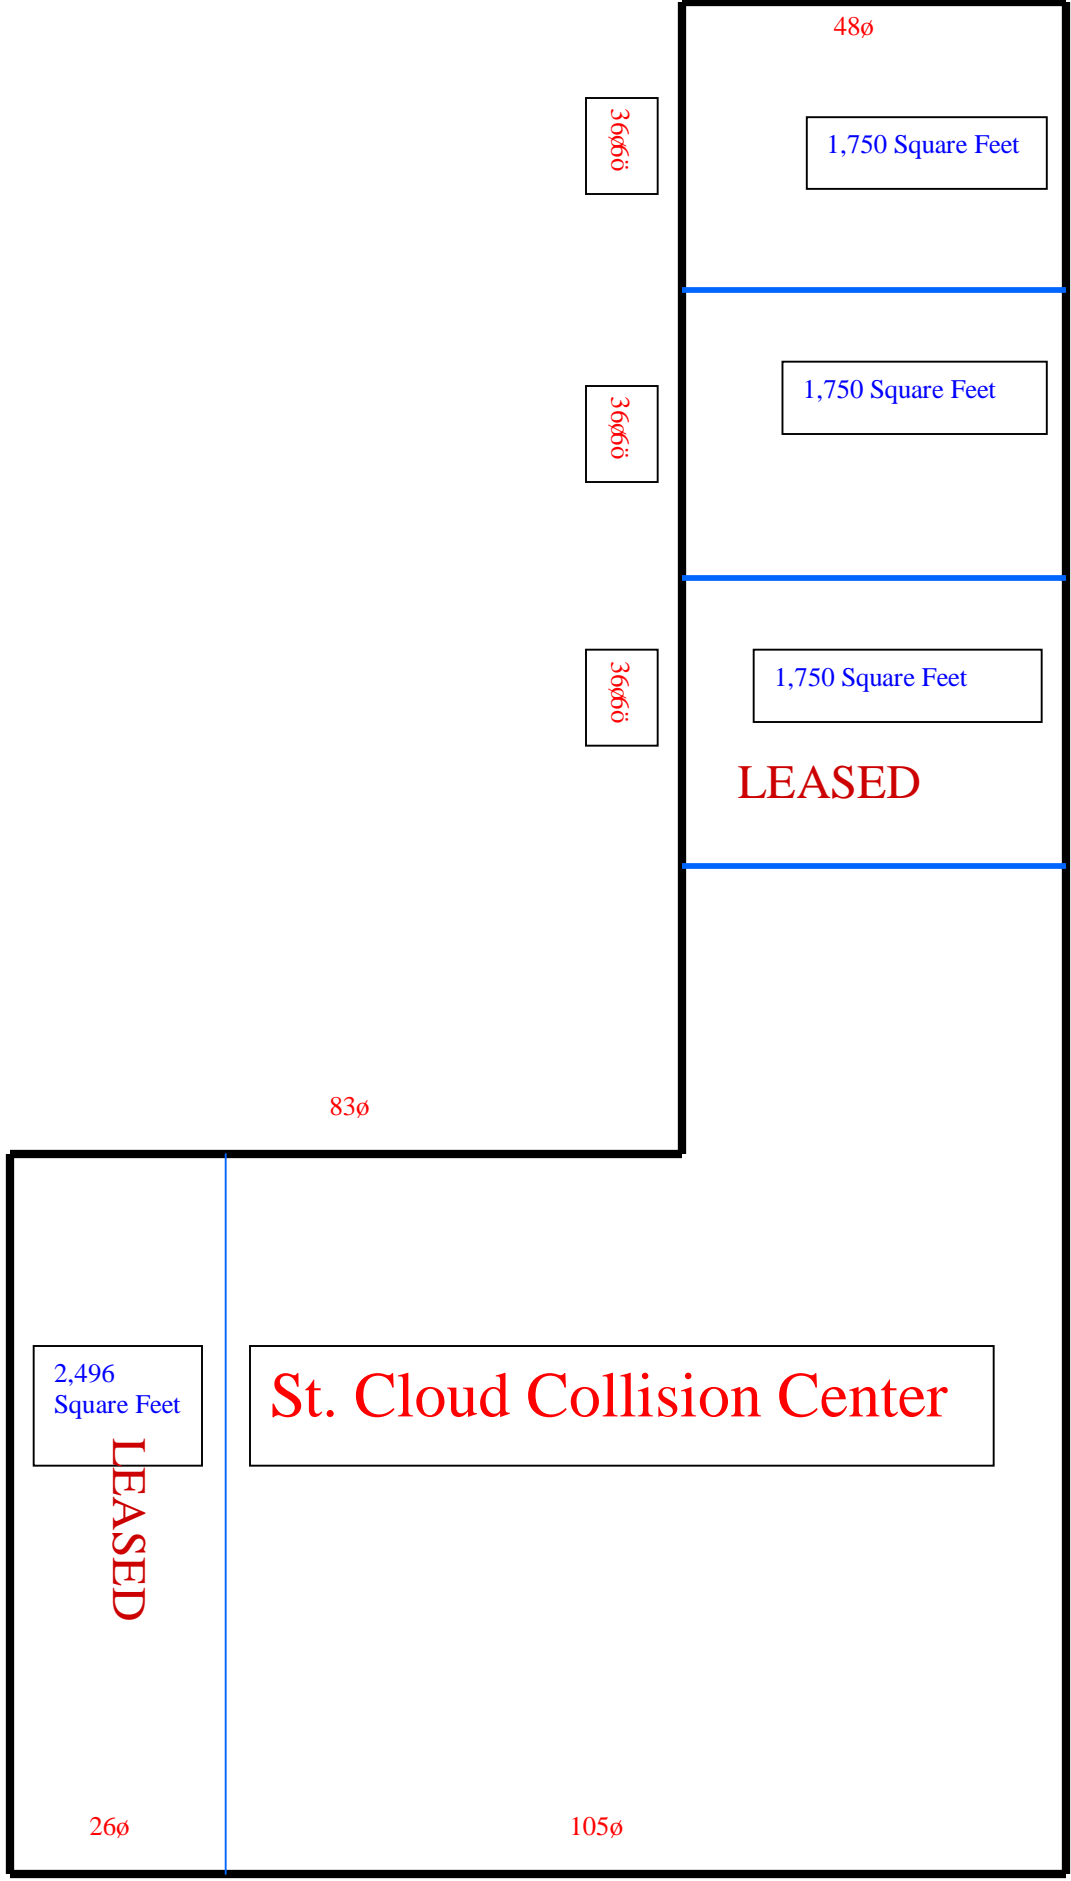 48ø
36ø6ö
1,750 Square Feet
36ø6ö
1,750 Square Feet
36ø6ö
1,750 Square Feet
LEASED
83ø
2,496
Square Feet
St. Cloud Collision Center
LEASED
26ø
105ø